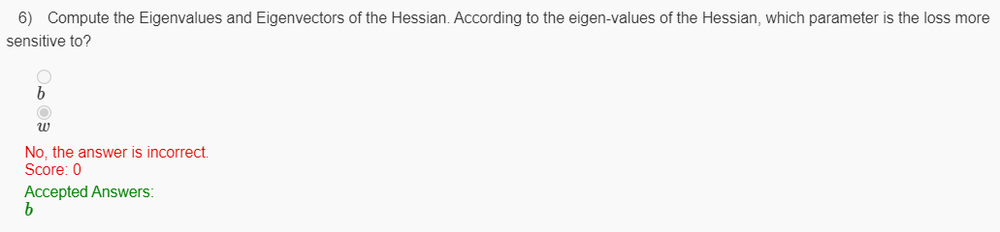 6) Compute the Eigenvalues and Eigenvectors of the Hessian. According to the eigen-values of the Hessian, which parameter is the loss more
sensitive to?
b
w
No, the answer is incorrect.
Score: 0
Accepted Answers:
b